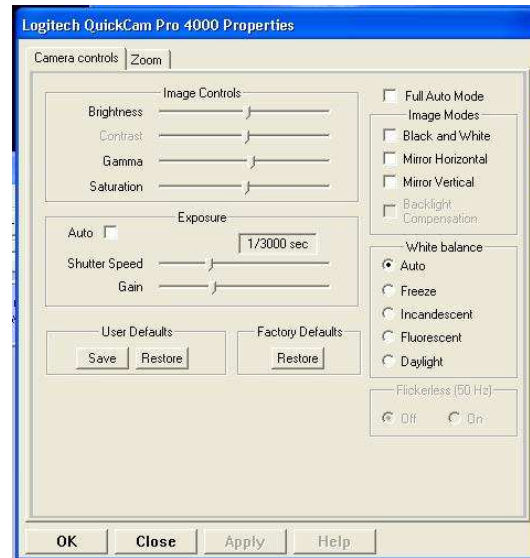 Logitech QuickCam Pro 4000 Properties
Camera controls
Zoom
Image Controls
Brightness
Contrast
Gamma
Saturation
Exposure
Auto
1/3000 sec
Shutter Speed
Gain
User Defaults
Save
Restore
Factory Defaults
Restore
Full Auto Mode
Image Modes
Black and White
Mirror Horizontal
Mirror Vertical
Backlight
Compensation
White balance
Auto
Freeze
Incandescent
Fluorescent
Daylight
Flickerless (50 Hz)
Off
On
OK
Close
Apply
Help